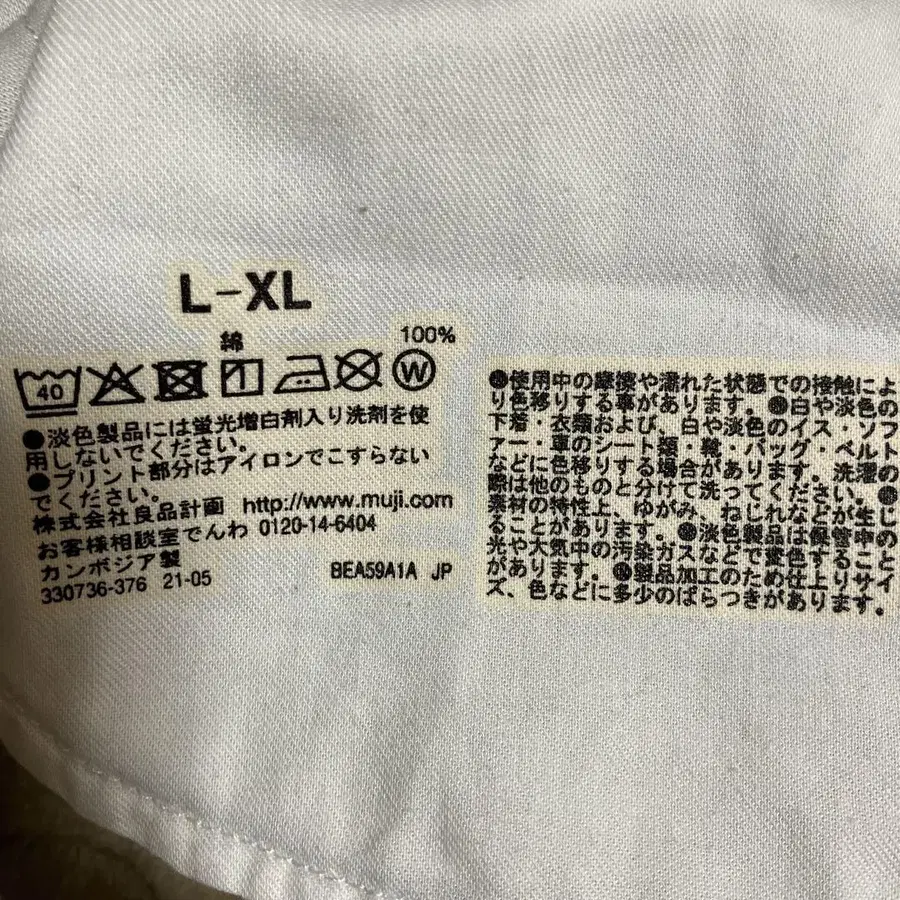 L-XL
綿 100%
40
W
●淡色製品には蛍光増白剤入り洗剤を使
用しないでください。
●プリント部分はアイロンでこすらない
でください。
株式会社良品計画 http://www.muji.com
お客様相談室でんわ 0120-14-6404
カンボジア製
330736-376 21-05 BEA59A1A JP
使用中の摩擦や濡れた状態での接触によ
り色移りする事があります。白や淡色の
下着・衣類および、白や淡色のイス・ソフ
ァー・車のシート類・靴・バッグ・ベルト
などに色移りする場合があります。洗濯の
際は他のものと分けて洗ってください。
素材の特性上、ゆがみ、ねじれなどが生じ
ることがあります。淡色製品は保管中の
光や大気中の汚染ガスなどで変色すること
があります。製品加工のため仕上りサイ
ズ、色などに多少のばらつきがあります。